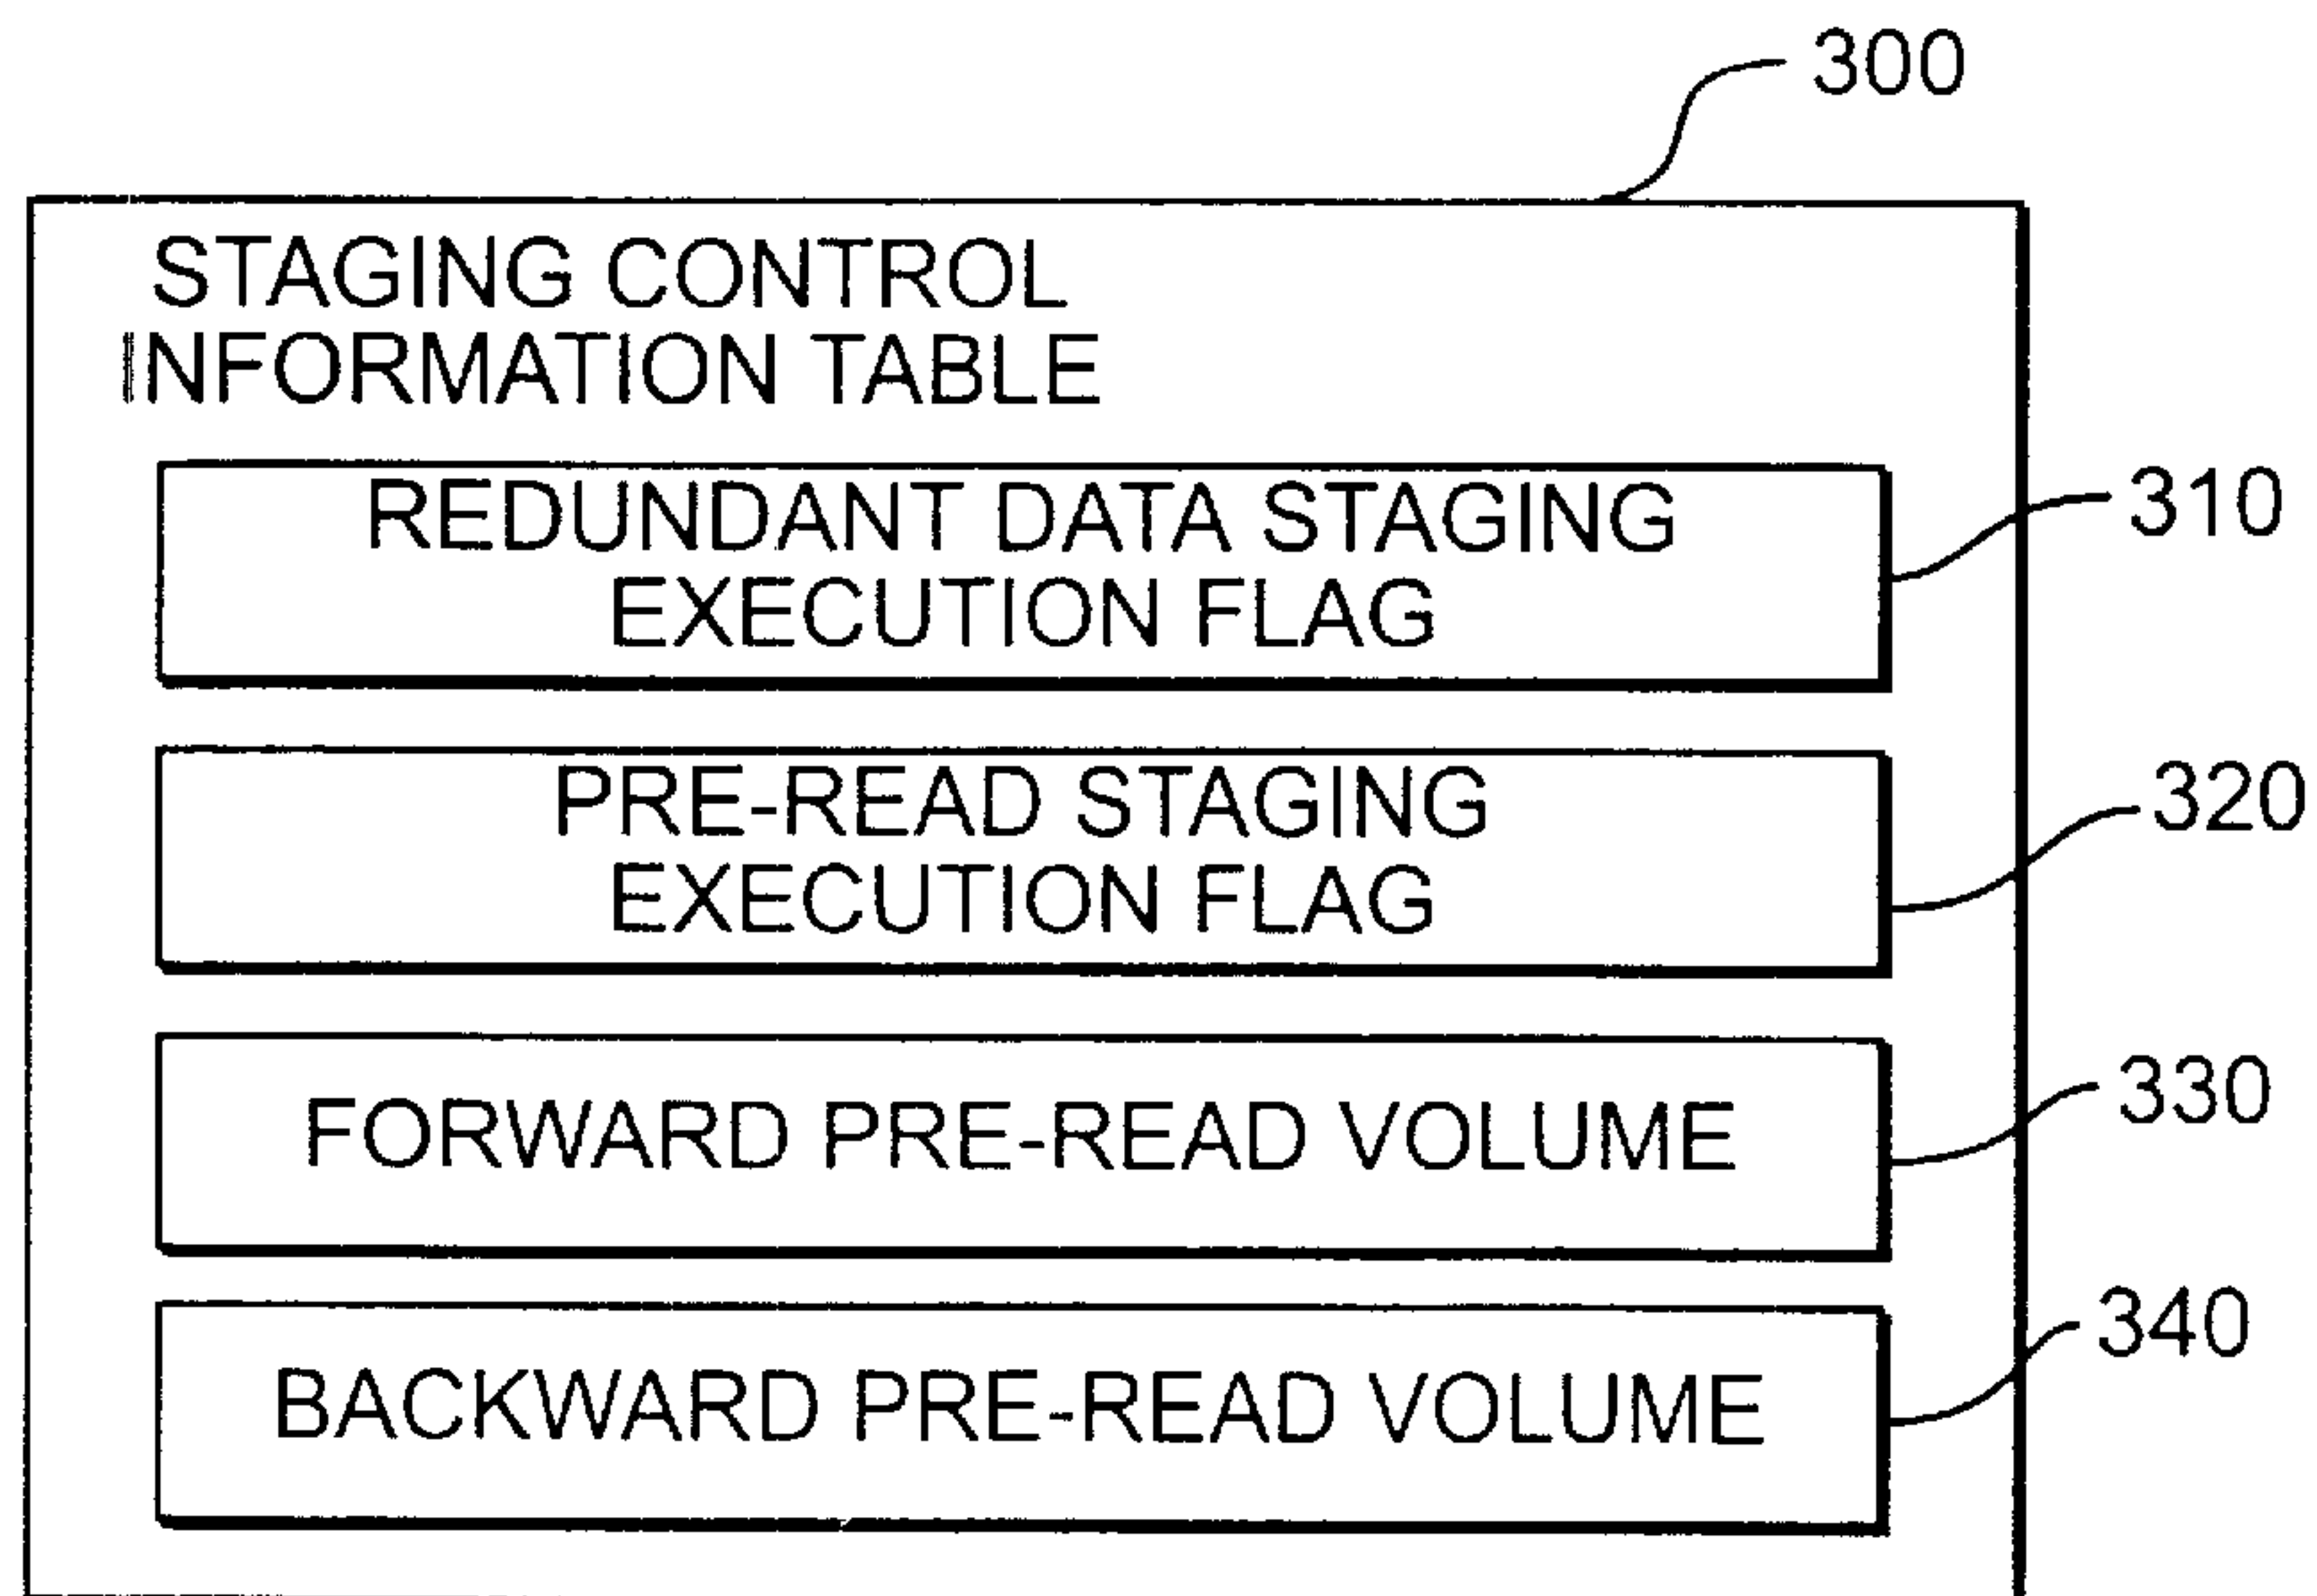 300
STAGING CONTROL
INFORMATION TABLE
REDUNDANT DATA STAGING
EXECUTION FLAG
310
PRE-READ STAGING
EXECUTION FLAG
320
FORWARD PRE-READ VOLUME
330
BACKWARD PRE-READ VOLUME
340